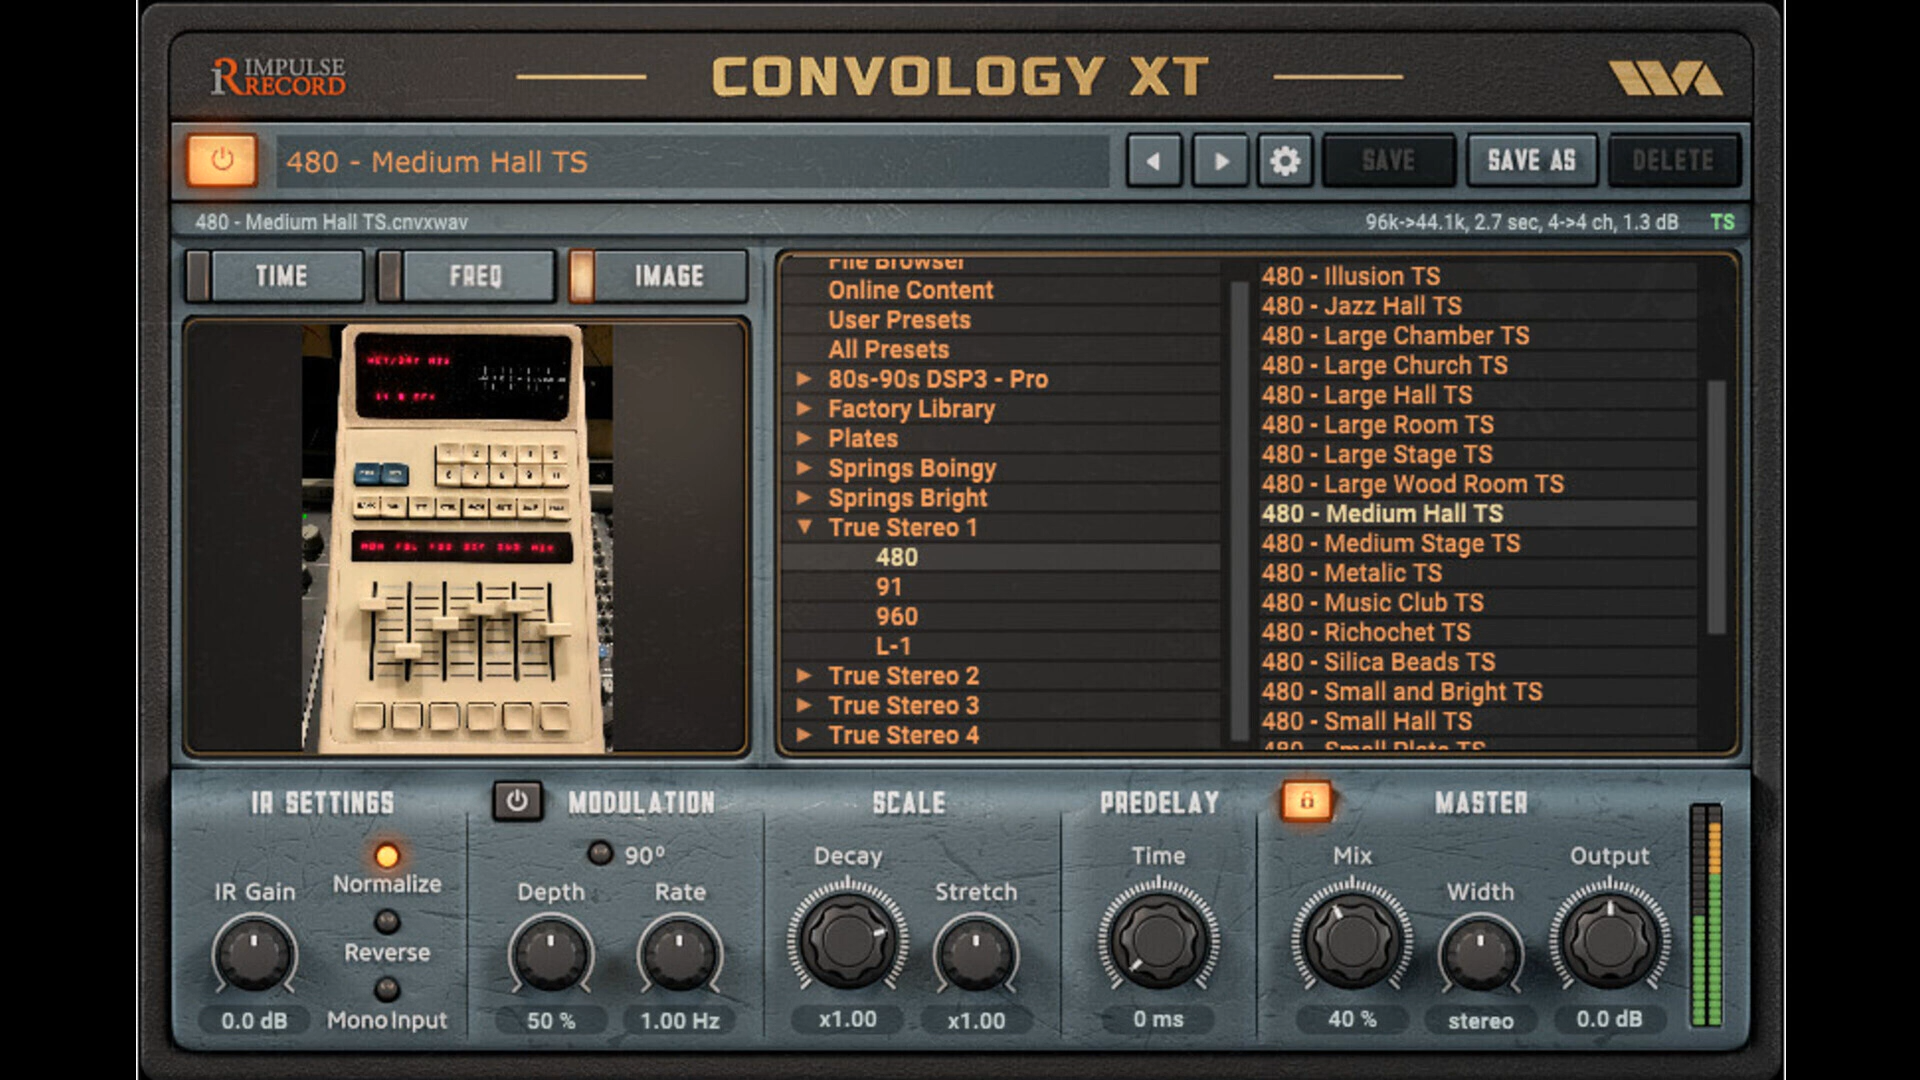 IMPULSE
RECORD
CONVOLOGY XT
480 - Medium Hall TS
SAVE
SAVE AS
DELETE
480 - Medium Hall TS.cnvxwav
96k->44.1k, 2.7 sec, 4->4 ch, 1.3 dB
TS
TIME
FREQ
IMAGE
File Browser
Online Content
User Presets
All Presets
80s-90s DSP3 - Pro
Factory Library
Plates
Springs Boingy
Springs Bright
True Stereo 1
480
91
960
L-1
True Stereo 2
True Stereo 3
True Stereo 4
480 - Illusion TS
480 - Jazz Hall TS
480 - Large Chamber TS
480 - Large Church TS
480 - Large Hall TS
480 - Large Room TS
480 - Large Stage TS
480 - Large Wood Room TS
480 - Medium Hall TS
480 - Medium Stage TS
480 - Metalic TS
480 - Music Club TS
480 - Richochet TS
480 - Silica Beads TS
480 - Small and Bright TS
480 - Small Hall TS
480 - Small Plate TS
IR SETTINGS
MODULATION
SCALE
PREDELAY
MASTER
IR Gain
Normalize
Reverse
Mono Input
0.0 dB
90°
Depth
Rate
50 %
1.00 Hz
Decay
Stretch
x1.00
x1.00
Time
0 ms
Mix
Width
Output
40 %
stereo
0.0 dB